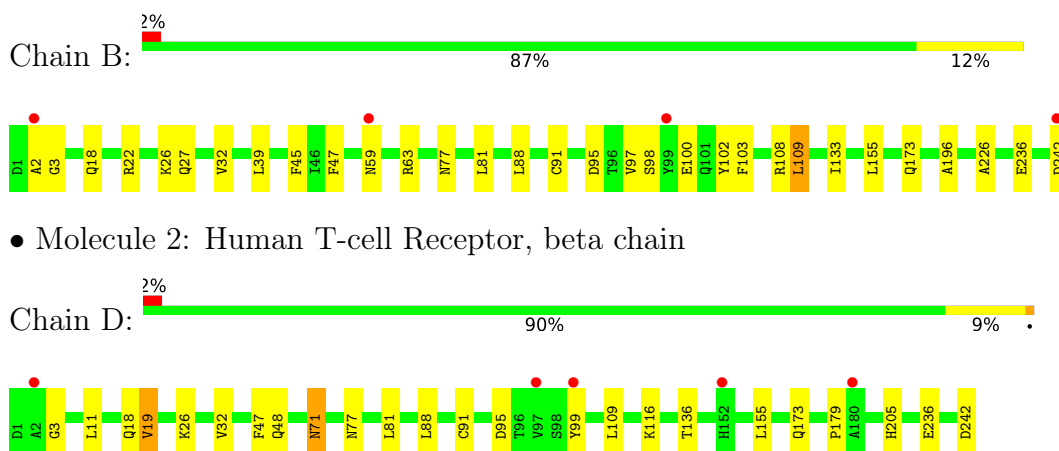 2%
Chain B:
87% 12%
D1 A2 G3 Q18 R22 K26 Q27 V32 L39 F45 I46 F47 N59 R63 N77 L81 L88 C91 D95 T96 V97 S98 Y99 E100 Q101 Y102 F103 R108 L109 I133 L155 Q173 A196 A226 E236 D242
• Molecule 2: Human T-cell Receptor, beta chain
2%
Chain D:
90% 9% •
D1 A2 G3 L11 Q18 V19 K26 V32 F47 Q48 N71 N77 L81 L88 C91 D95 T96 V97 S98 Y99 L109 K116 T136 H152 L155 Q173 P179 A180 H205 E236 D242